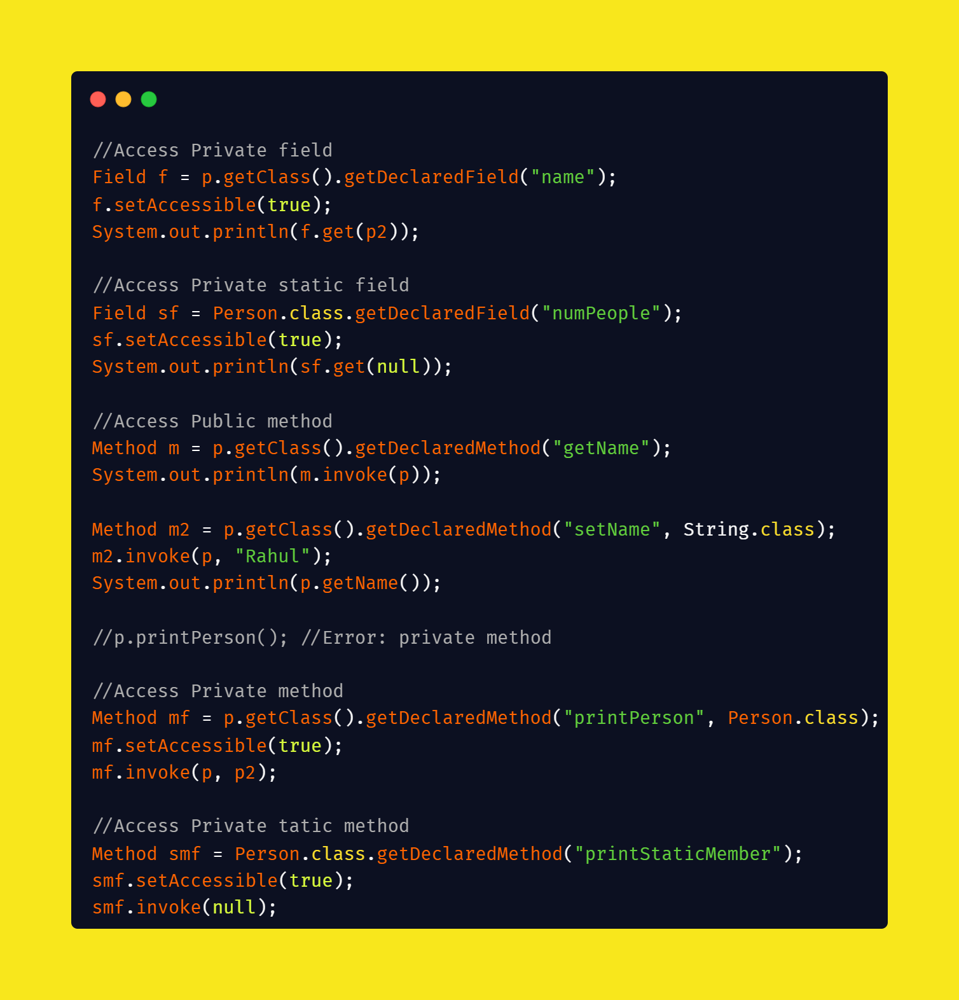 //Access Private field
Field f = p.getClass().getDeclaredField("name");
f.setAccessible(true);
System.out.println(f.get(p2));
//Access Private static field
Field sf = Person.class.getDeclaredField("numPeople");
sf.setAccessible(true);
System.out.println(sf.get(null));
//Access Public method
Method m = p.getClass().getDeclaredMethod("getName");
System.out.println(m.invoke(p));
Method m2 = p.getClass().getDeclaredMethod("setName", String.class);
m2.invoke(p, "Rahul");
System.out.println(p.getName());
//p.printPerson(); //Error: private method
//Access Private method
Method mf = p.getClass().getDeclaredMethod("printPerson", Person.class);
mf.setAccessible(true);
mf.invoke(p, p2);
//Access Private tatic method
Method smf = Person.class.getDeclaredMethod("printStaticMember");
smf.setAccessible(true);
smf.invoke(null);